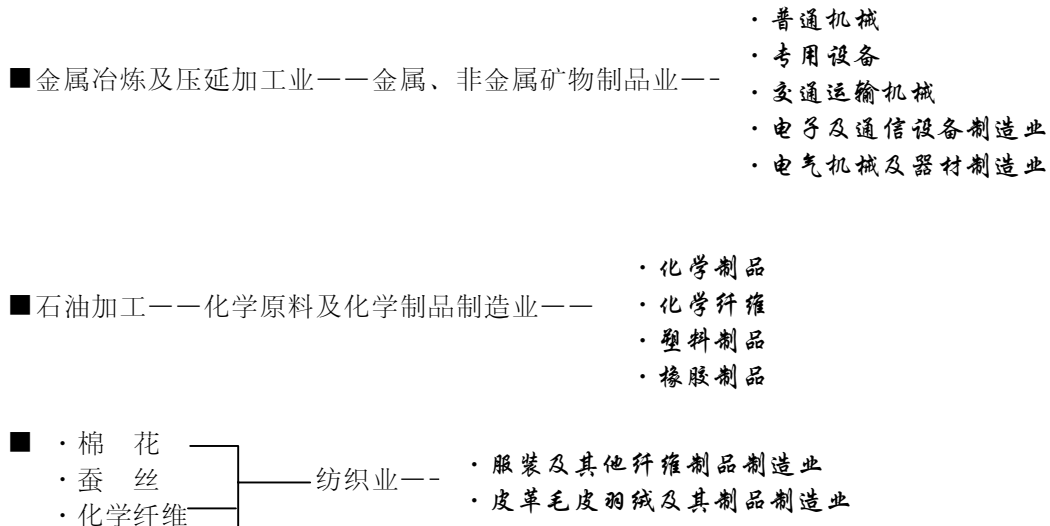 ·普通机械
·专用设备
■金属冶炼及压延加工业——金属、非金属矿物制品业—-
·交通运输机械
·电子及通信设备制造业
·电气机械及器材制造业
·化学制品
■石油加工——化学原料及化学制品制造业——
·化学纤维
·塑料制品
·橡胶制品
■ ·棉 花
·蚕 丝
纺织业—-
·服装及其他纤维制品制造业
·皮革毛皮羽绒及其制品制造业
·化学纤维